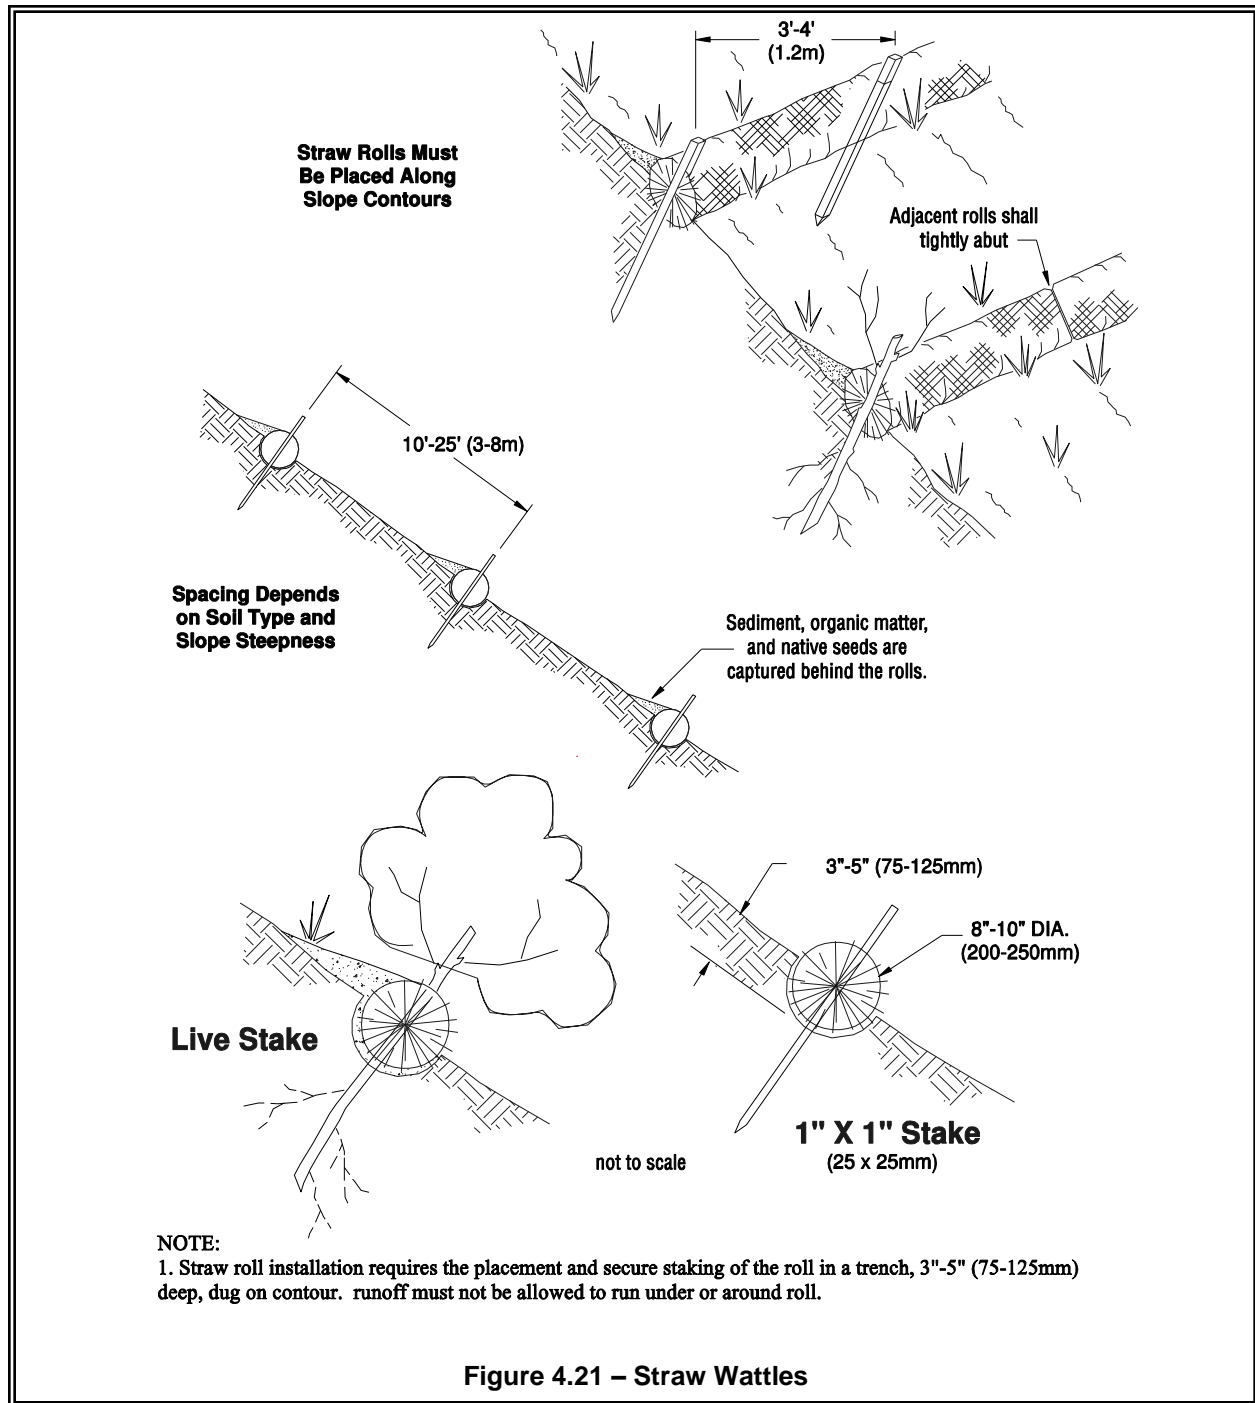 3'-4'
(1.2m)
Straw Rolls Must
Be Placed Along
Slope Contours
Adjacent rolls shall
tightly abut
10'-25' (3-8m)
Spacing Depends
on Soil Type and
Slope Steepness
Sediment, organic matter,
and native seeds are
captured behind the rolls.
3"-5" (75-125mm)
8"-10" DIA.
(200-250mm)
Live Stake
1" X 1" Stake
(25 x 25mm)
not to scale
NOTE:
1. Straw roll installation requires the placement and secure staking of the roll in a trench, 3"-5" (75-125mm)
deep, dug on contour. runoff must not be allowed to run under or around roll.
Figure 4.21 – Straw Wattles